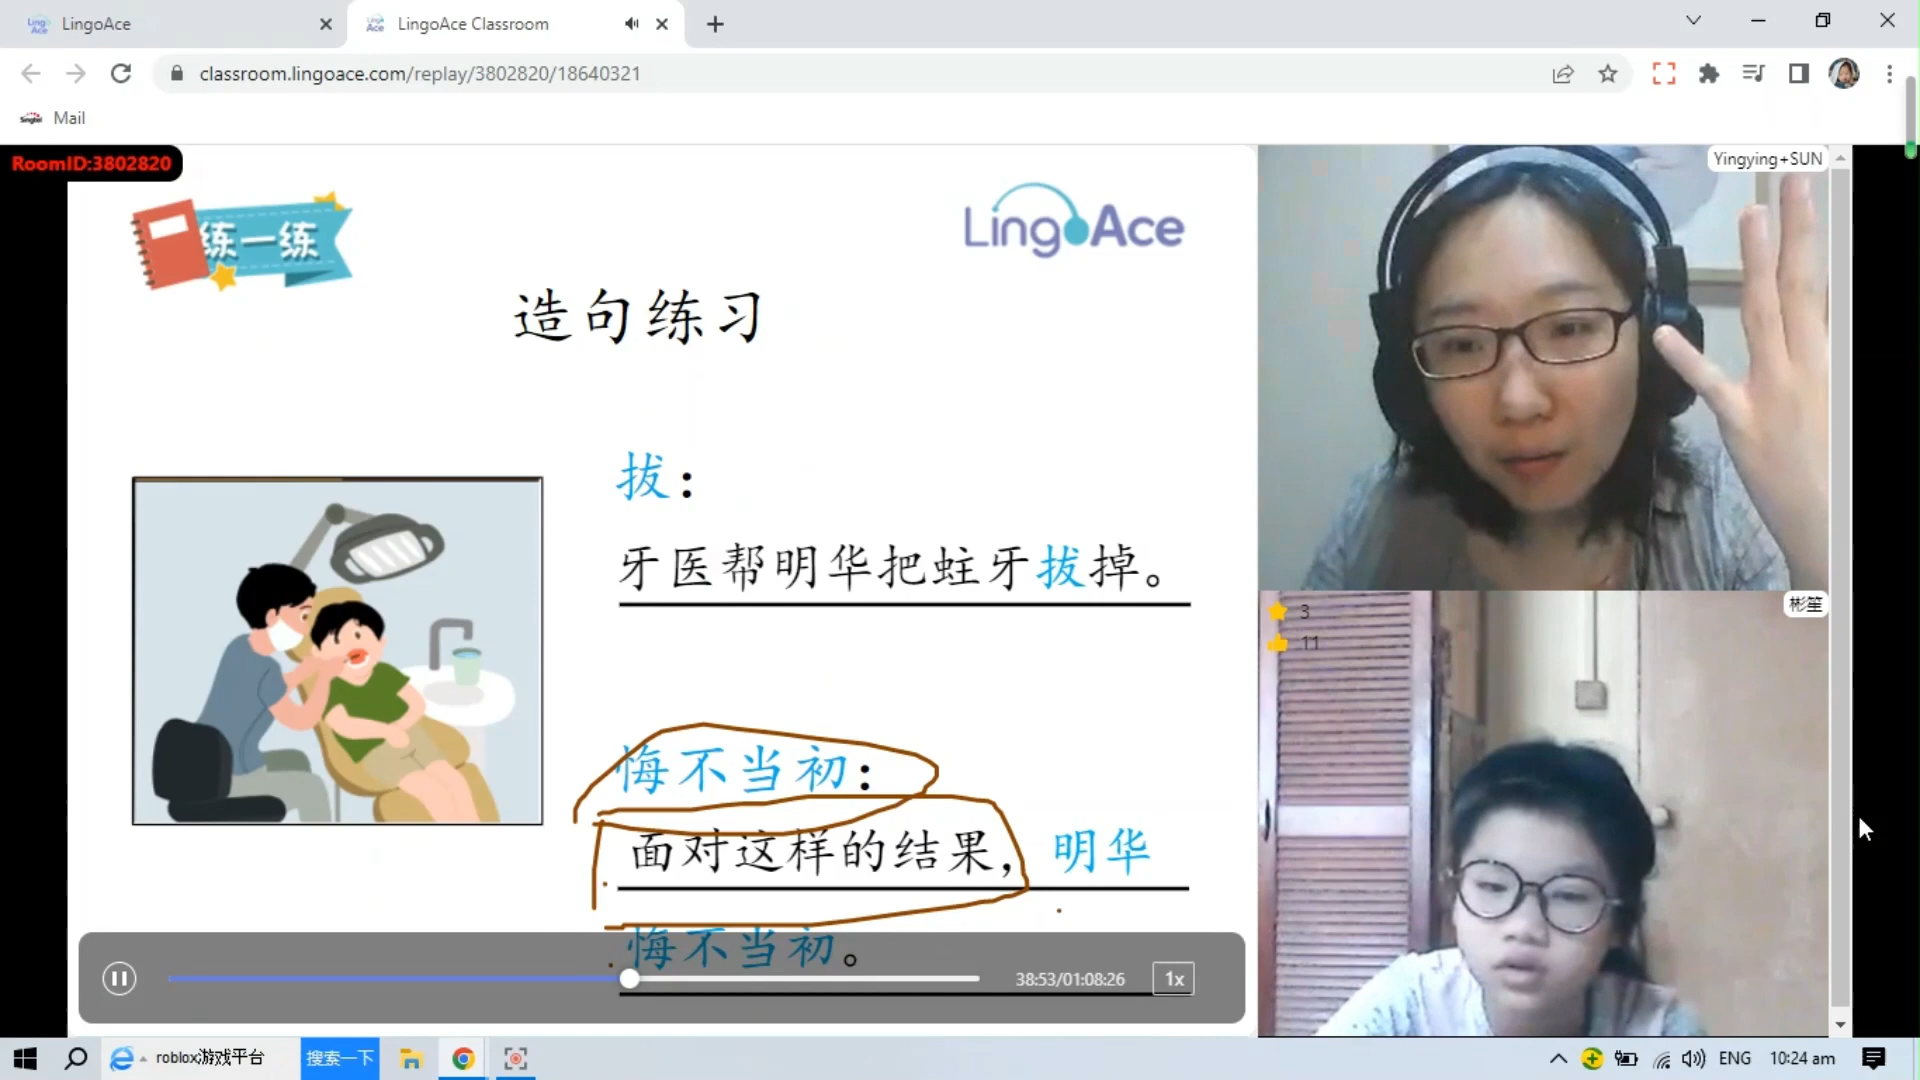 LingoAce
LingoAce Classroom
classroom.lingoace.com/replay/3802820/18640321
Singtel Mail
RoomID:3802820
练一练
LingoAce
造句练习
拔：
牙医帮明华把蛀牙拔掉。
悔不当初：
面对这样的结果，明华
悔不当初。
38:53/01:08:26
1x
Yingying+SUN
彬笙
3
11
roblox游戏平台
搜索一下
ENG
10:24 am